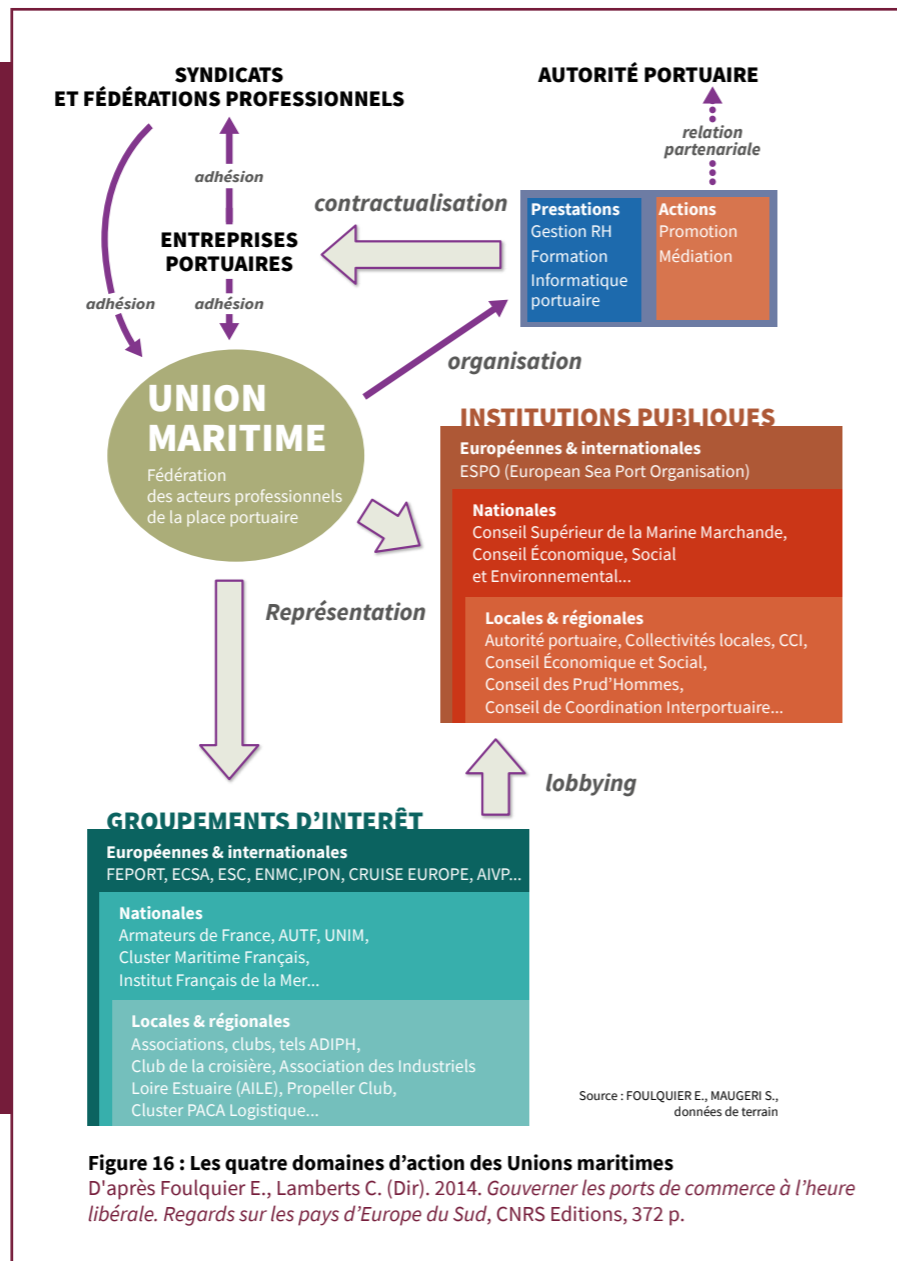 SYNDICATS
ET FÉDÉRATIONS PROFESSIONNELS
AUTORITÉ PORTUAIRE
relation
partenariale
adhésion
contractualisation
Prestations
Gestion RH
Formation
Informatique
portuaire
Actions
Promotion
Médiation
ENTREPRISES
PORTUAIRES
adhésion
adhésion
organisation
UNION
MARITIME
Fédération
des acteurs professionnels
de la place portuaire
INSTITUTIONS PUBLIQUES
Européennes & internationales
ESPO (European Sea Port Organisation)
Nationales
Conseil Supérieur de la Marine Marchande,
Conseil Économique, Social
et Environnemental...
Locales & régionales
Autorité portuaire, Collectivités locales, CCI,
Conseil Économique et Social,
Conseil des Prud'Hommes,
Conseil de Coordination Interportuaire...
Représentation
lobbying
GROUPEMENTS D'INTERÊT
Européennes & internationales
FEPORT, ECSA, ESC, ENMC,IPON, CRUISE EUROPE, AIVP...
Nationales
Armateurs de France, AUTF, UNIM,
Cluster Maritime Français,
Institut Français de la Mer...
Locales & régionales
Associations, clubs, tels ADIPH,
Club de la croisière, Association des Industriels
Loire Estuaire (AILE), Propeller Club,
Cluster PACA Logistique...
Source : FOULQUIER E., MAUGERI S.,
données de terrain
Figure 16 : Les quatre domaines d'action des Unions maritimes
D'après Foulquier E., Lamberts C. (Dir). 2014. Gouverner les ports de commerce à l'heure
libérale. Regards sur les pays d'Europe du Sud, CNRS Editions, 372 p.